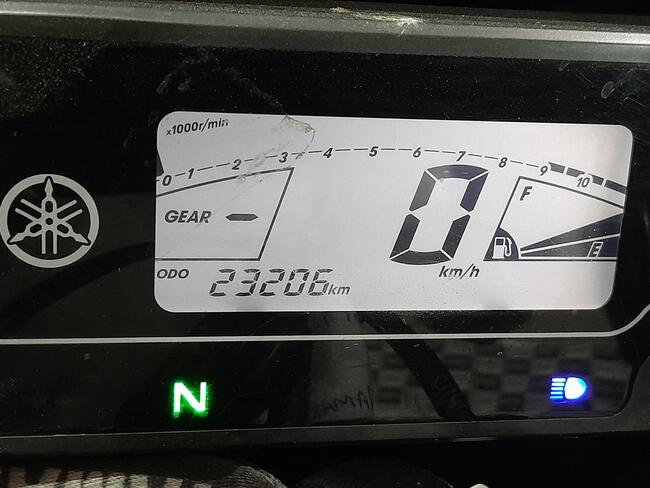 x1000r/min
0 1 2 3 4 5 6 7 8 9 10
GEAR -
0
km/h
F
E
ODO 23206 km
N